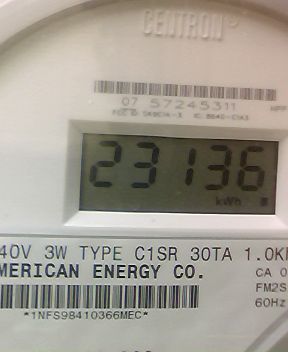 CENTRON
07 57245311
23136
kWh
40V 3W TYPE C1SR 30TA 1.0K
MERICAN ENERGY CO.
CA 0
FM2S
60Hz
*1NFS98410366MEC*